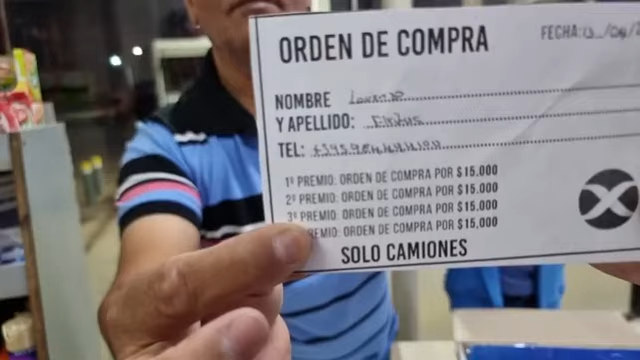 ORDEN DE COMPRA
FECHA:
NOMBRE
Y APELLIDO:
TEL:
1º PREMIO: ORDEN DE COMPRA POR $15.000
2º PREMIO: ORDEN DE COMPRA POR $15.000
3º PREMIO: ORDEN DE COMPRA POR $15.000
REMIO: ORDEN DE COMPRA POR $15,000
SOLO CAMIONES